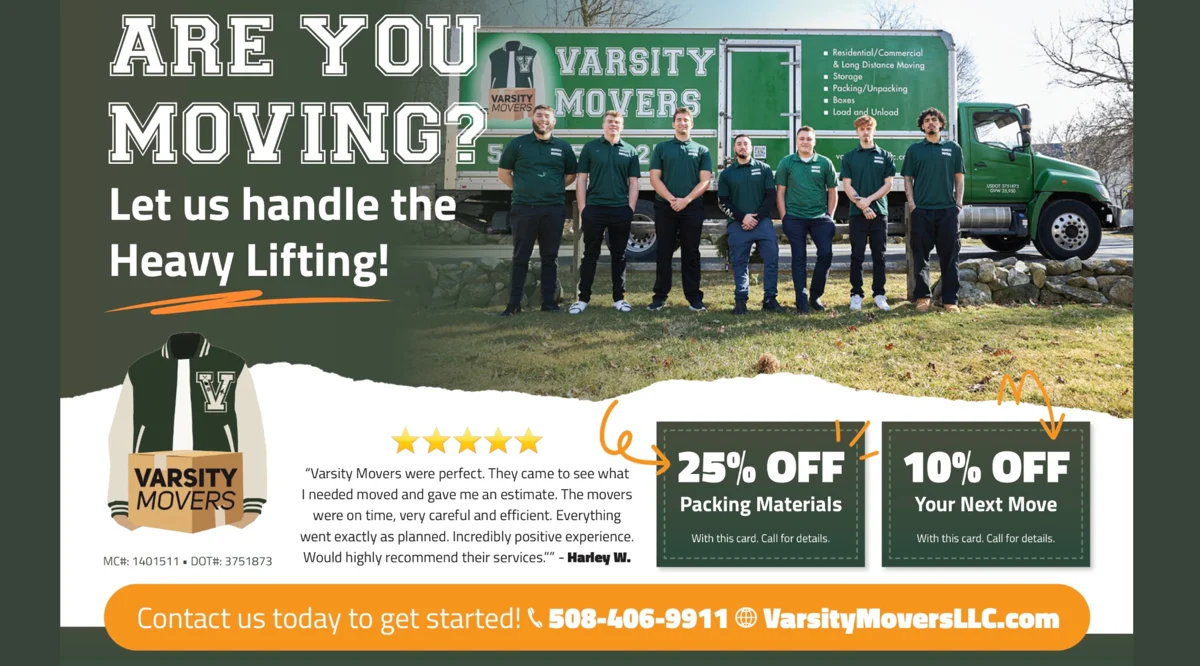 ARE YOU
MOVING?
Let us handle the
Heavy Lifting!
VARSITY
MOVERS
V
VARSITY
MOVERS
Residential/Commercial
& Long Distance Moving
Storage
Packing/Unpacking
Boxes
Load and Unload
USDOT 3751873
GVW 25,950
V
VARSITY
MOVERS
MC#: 1401511 • DOT#: 3751873
“Varsity Movers were perfect. They came to see what
I needed moved and gave me an estimate. The movers
were on time, very careful and efficient. Everything
went exactly as planned. Incredibly positive experience.
Would highly recommend their services.”” - Harley W.
25% OFF
Packing Materials
With this card. Call for details.
10% OFF
Your Next Move
With this card. Call for details.
Contact us today to get started! 508-406-9911 VarsityMoversLLC.com